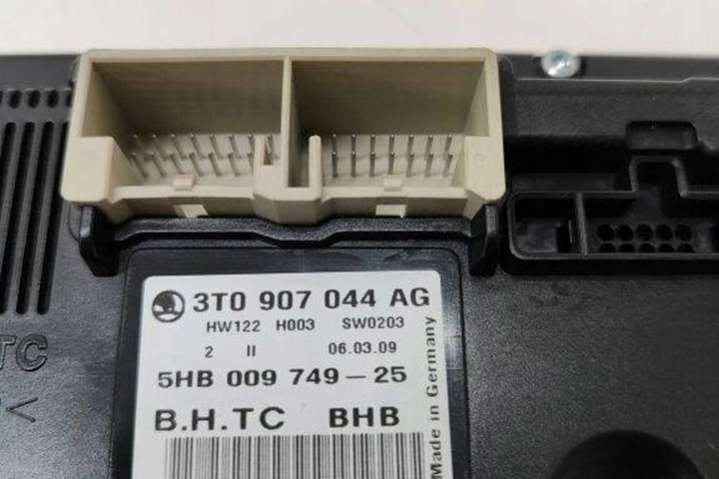 3T0 907 044 AG
HW122 H003 SW0203
2 II 06.03.09
5HB 009 749-25
B.H.TC BHB
Made in Germany
TC